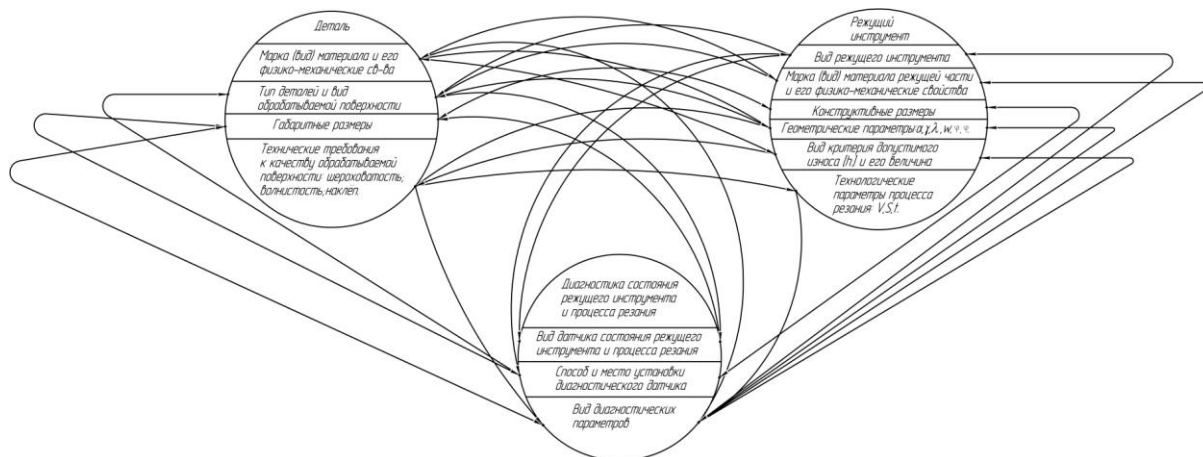 Деталь
Марка (вид) материала и его
физико-механические св-ва
Тип деталей и вид
обрабатываемой поверхности
Габаритные размеры
Технические требования
к качеству обрабатываемой
поверхности: шероховатость,
волнистость, наклеп.
Режущий
инструмент
Вид режущего инструмента
Марка (вид) материала режущей части
и его физико-механические свойства
Конструктивные размеры
Геометрические параметры α, γ, λ, w, φ, φ
Вид критерия допустимого
износа (h) и его величина
Технологические
параметры процесса
резания V,S,t.
Диагностика состояния
режущего инструмента
и процесса резания
Вид датчика состояния режущего
инструмента и процесса резания
Способ и место установки
диагностического датчика
Вид диагностических
параметров